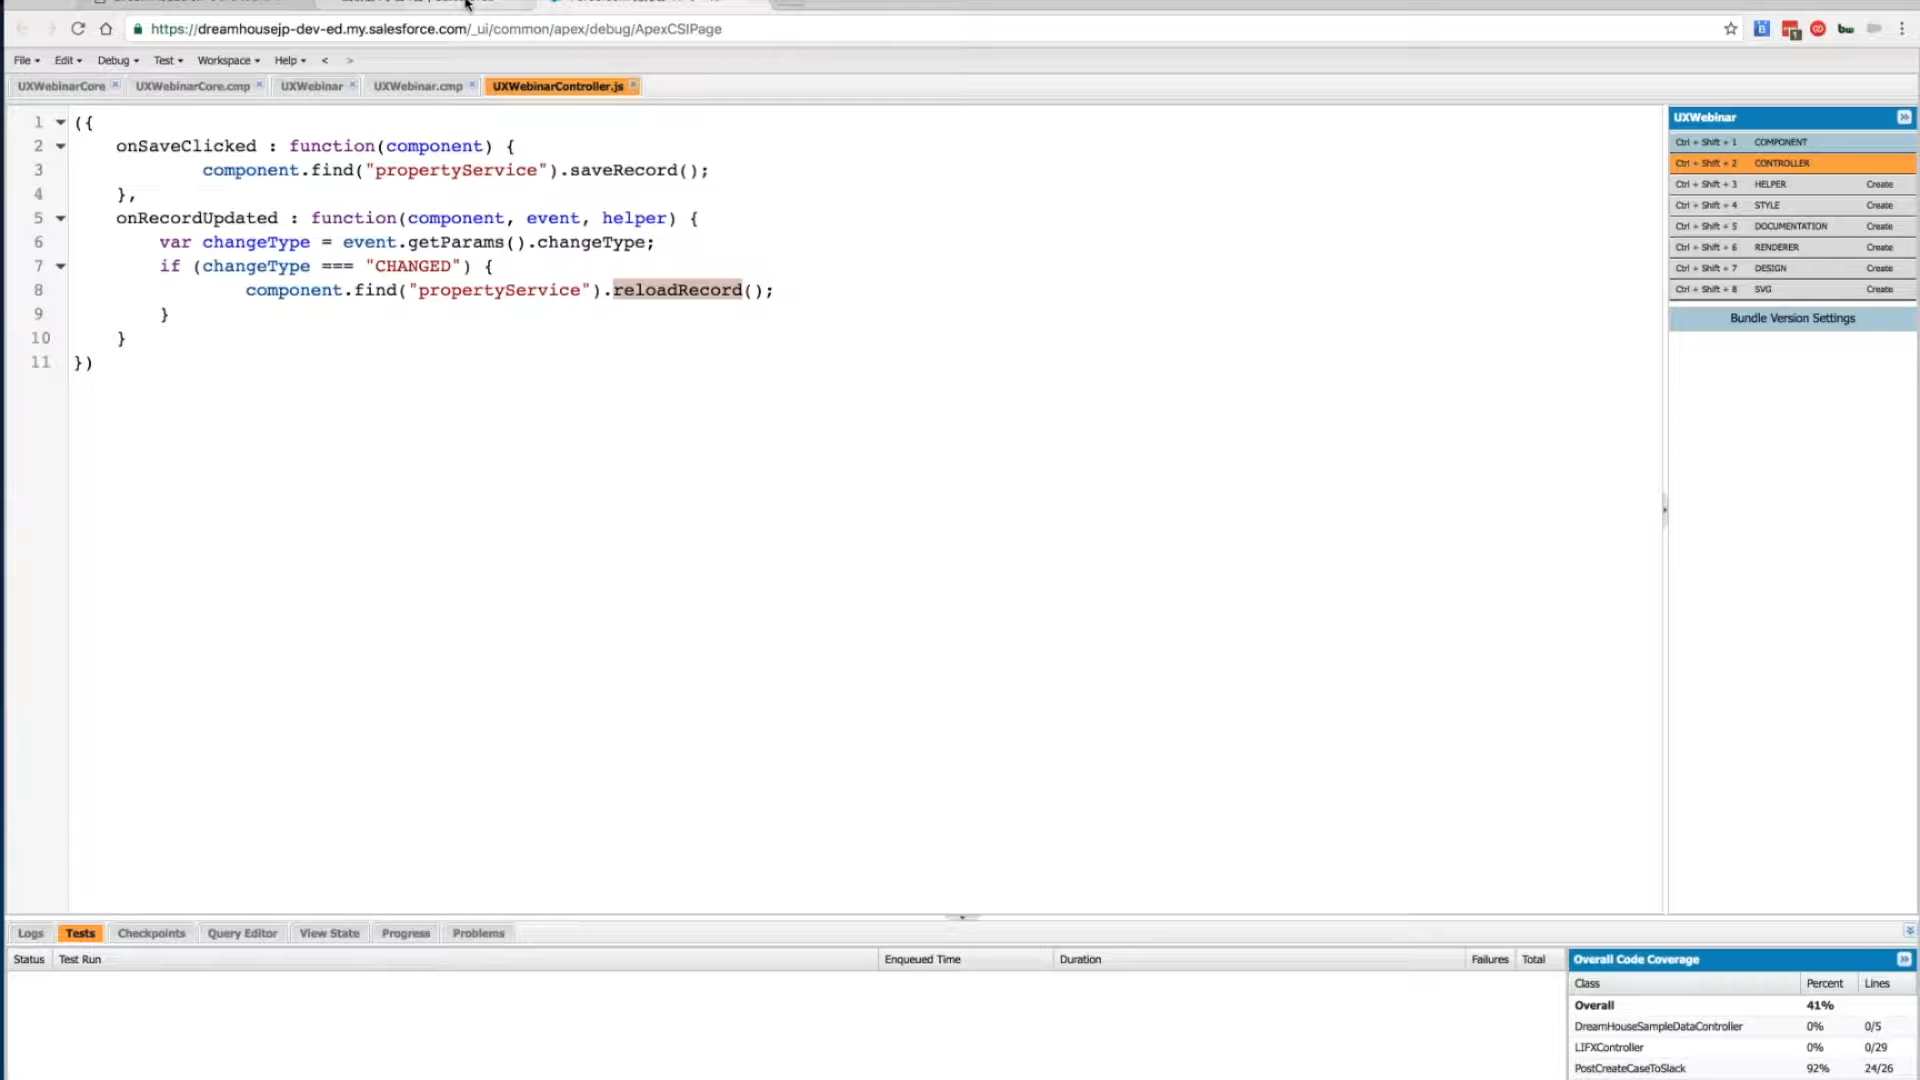 https://dreamhousejp-dev-ed.my.salesforce.com/_ui/common/apex/debug/ApexCSIPage
File Edit Debug Test Workspace Help < >
UXWebinarCore UXWebinarCore.cmp UXWebinar UXWebinar.cmp UXWebinarController.js
1 ({
2 onSaveClicked : function(component) {
3 component.find("propertyService").saveRecord();
4 },
5 onRecordUpdated : function(component, event, helper) {
6 var changeType = event.getParams().changeType;
7 if (changeType === "CHANGED") {
8 component.find("propertyService").reloadRecord();
9 }
10 }
11 })
UXWebinar
Ctrl + Shift + 1 COMPONENT
Ctrl + Shift + 2 CONTROLLER
Ctrl + Shift + 3 HELPER Create
Ctrl + Shift + 4 STYLE Create
Ctrl + Shift + 5 DOCUMENTATION Create
Ctrl + Shift + 6 RENDERER Create
Ctrl + Shift + 7 DESIGN Create
Ctrl + Shift + 8 SVG Create
Bundle Version Settings
Logs Tests Checkpoints Query Editor View State Progress Problems
Status Test Run Enqueued Time Duration Failures Total
Overall Code Coverage
Class Percent Lines
Overall 41%
DreamHouseSampleDataController 0% 0/5
LIFXController 0% 0/29
PostCreateCaseToSlack 92% 24/26